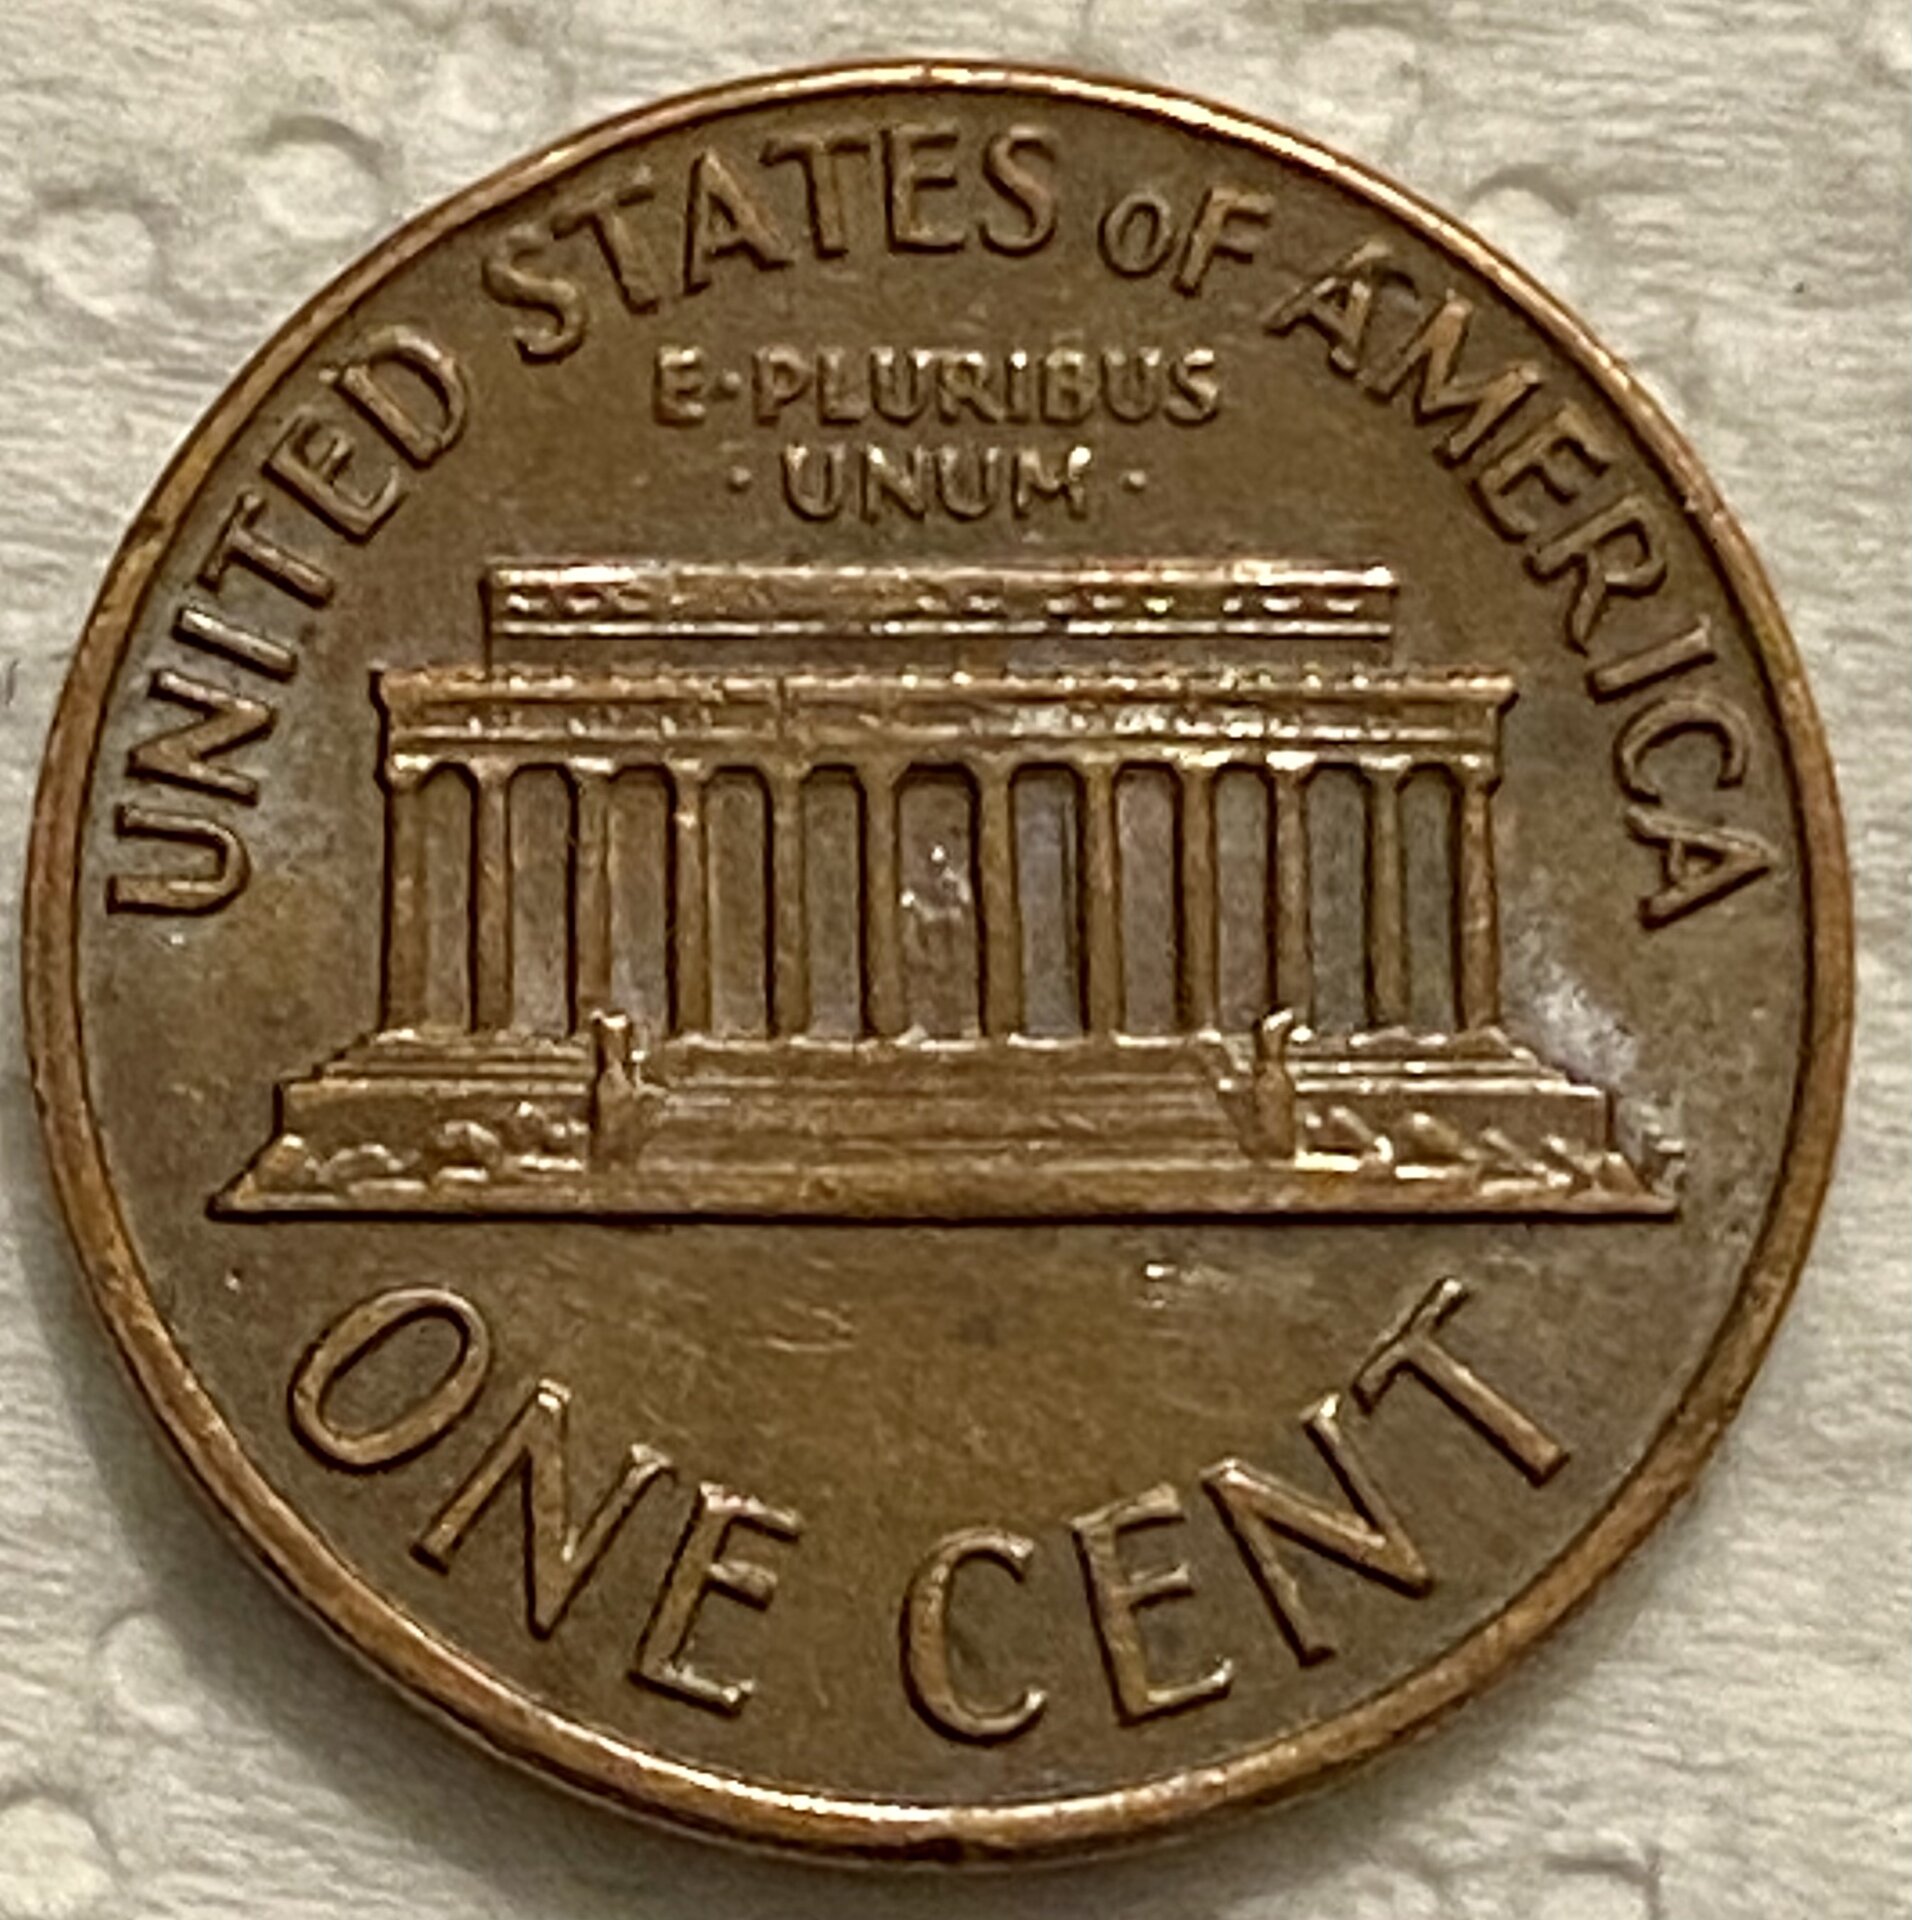 UNITED STATES OF AMERICA
E·PLURIBUS
·UNUM·
ONE CENT